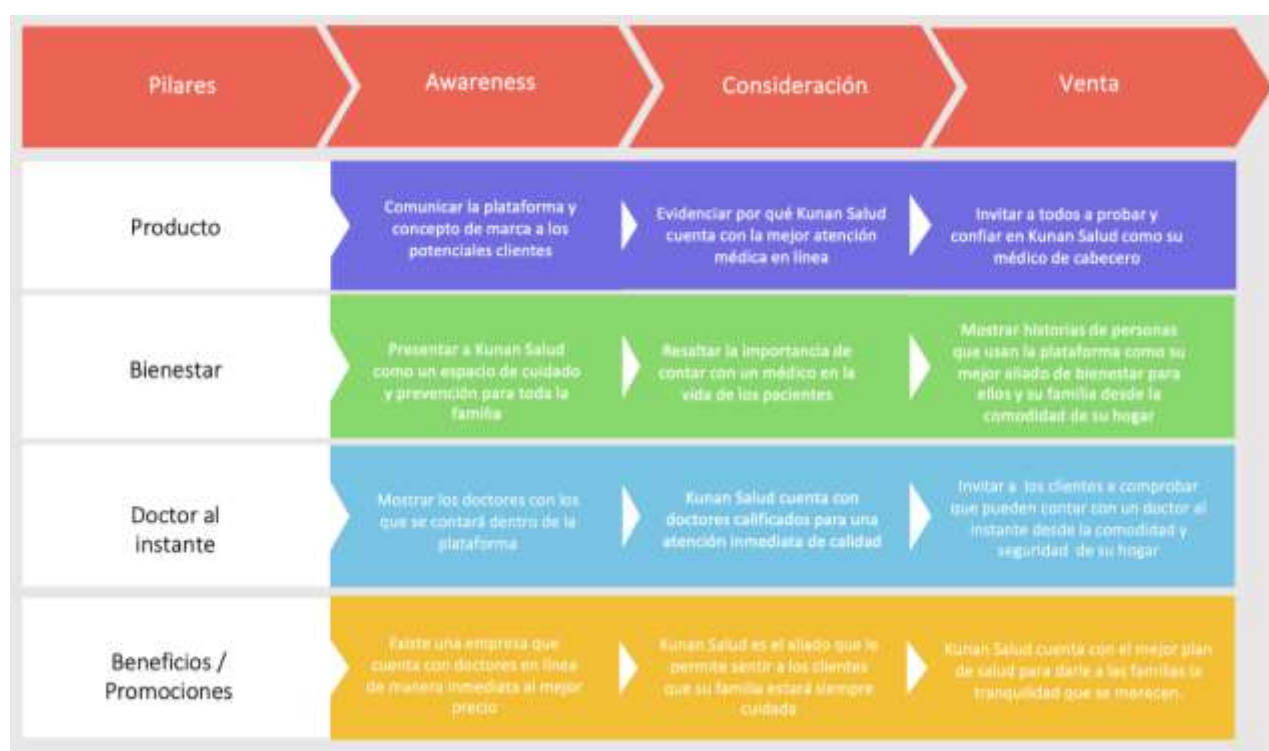 Pilares
Awareness
Consideración
Venta
Producto
Comunicar la plataforma y
concepto de marca a los
potenciales clientes
Evidenciar por qué Kunan Salud
cuenta con la mejor atención
médica en línea
Invitar a todos a probar y
confiar en Kunan Salud como su
médico de cabecero
Bienestar
Presentar a Kunan Salud
como un espacio de cuidado
y prevención para toda la
familia
Resaltar la importancia de
contar con un médico en la
vida de los pacientes
Mostrar historias de personas
que usan la plataforma como su
mejor aliado de bienestar para
ellos y su familia desde la
comodidad de su hogar
Doctor al
instante
Mostrar los doctores con los
que se contará dentro de la
plataforma
Kunan Salud cuenta con
doctores calificados para una
atención inmediata de calidad
Invitar a los clientes a comprobar
que pueden contar con un doctor al
instante desde la comodidad y
seguridad de su hogar
Beneficios /
Promociones
Existe una empresa que
cuenta con doctores en línea
de manera inmediata al mejor
precio
Kunan Salud es el aliado que le
permite sentir a los clientes
que su familia estará siempre
cuidada
Kunan Salud cuenta con el mejor plan
de salud para darle a las familias la
tranquilidad que se merecen.